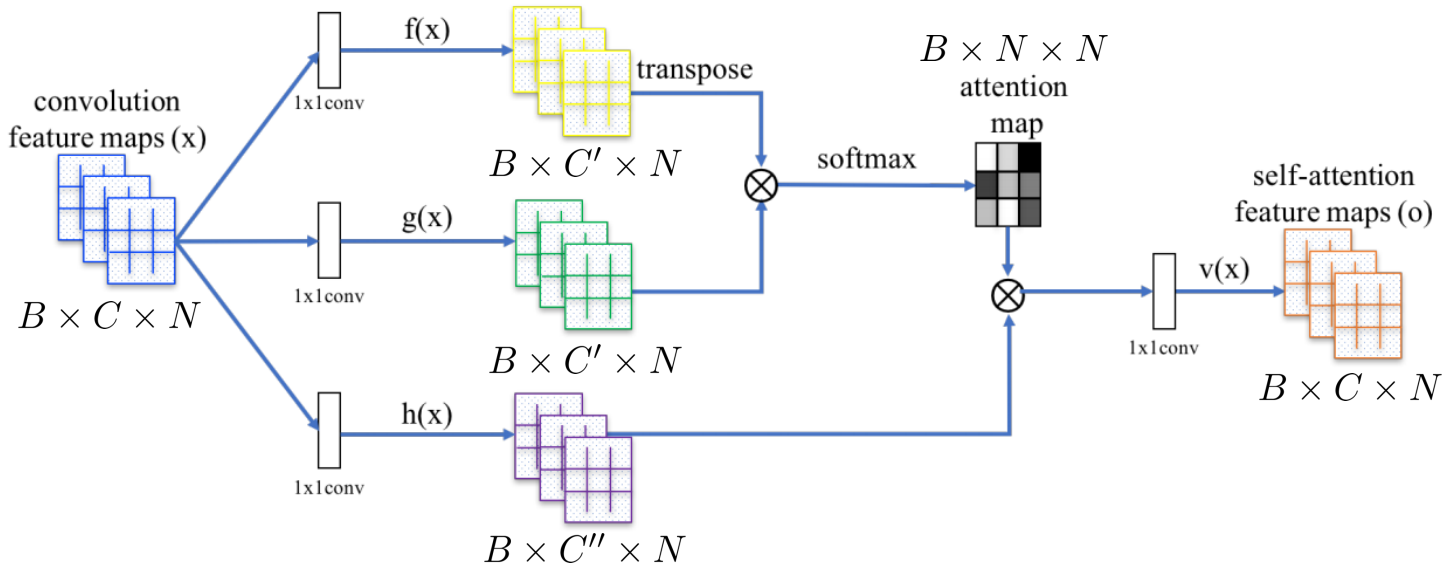 f(x)
1x1conv
transpose
B × C′ × N
convolution
feature maps (x)
B × C × N
g(x)
1x1conv
B × C′ × N
h(x)
1x1conv
B × C′′ × N
softmax
B × N × N
attention
map
v(x)
1x1conv
self-attention
feature maps (o)
B × C × N